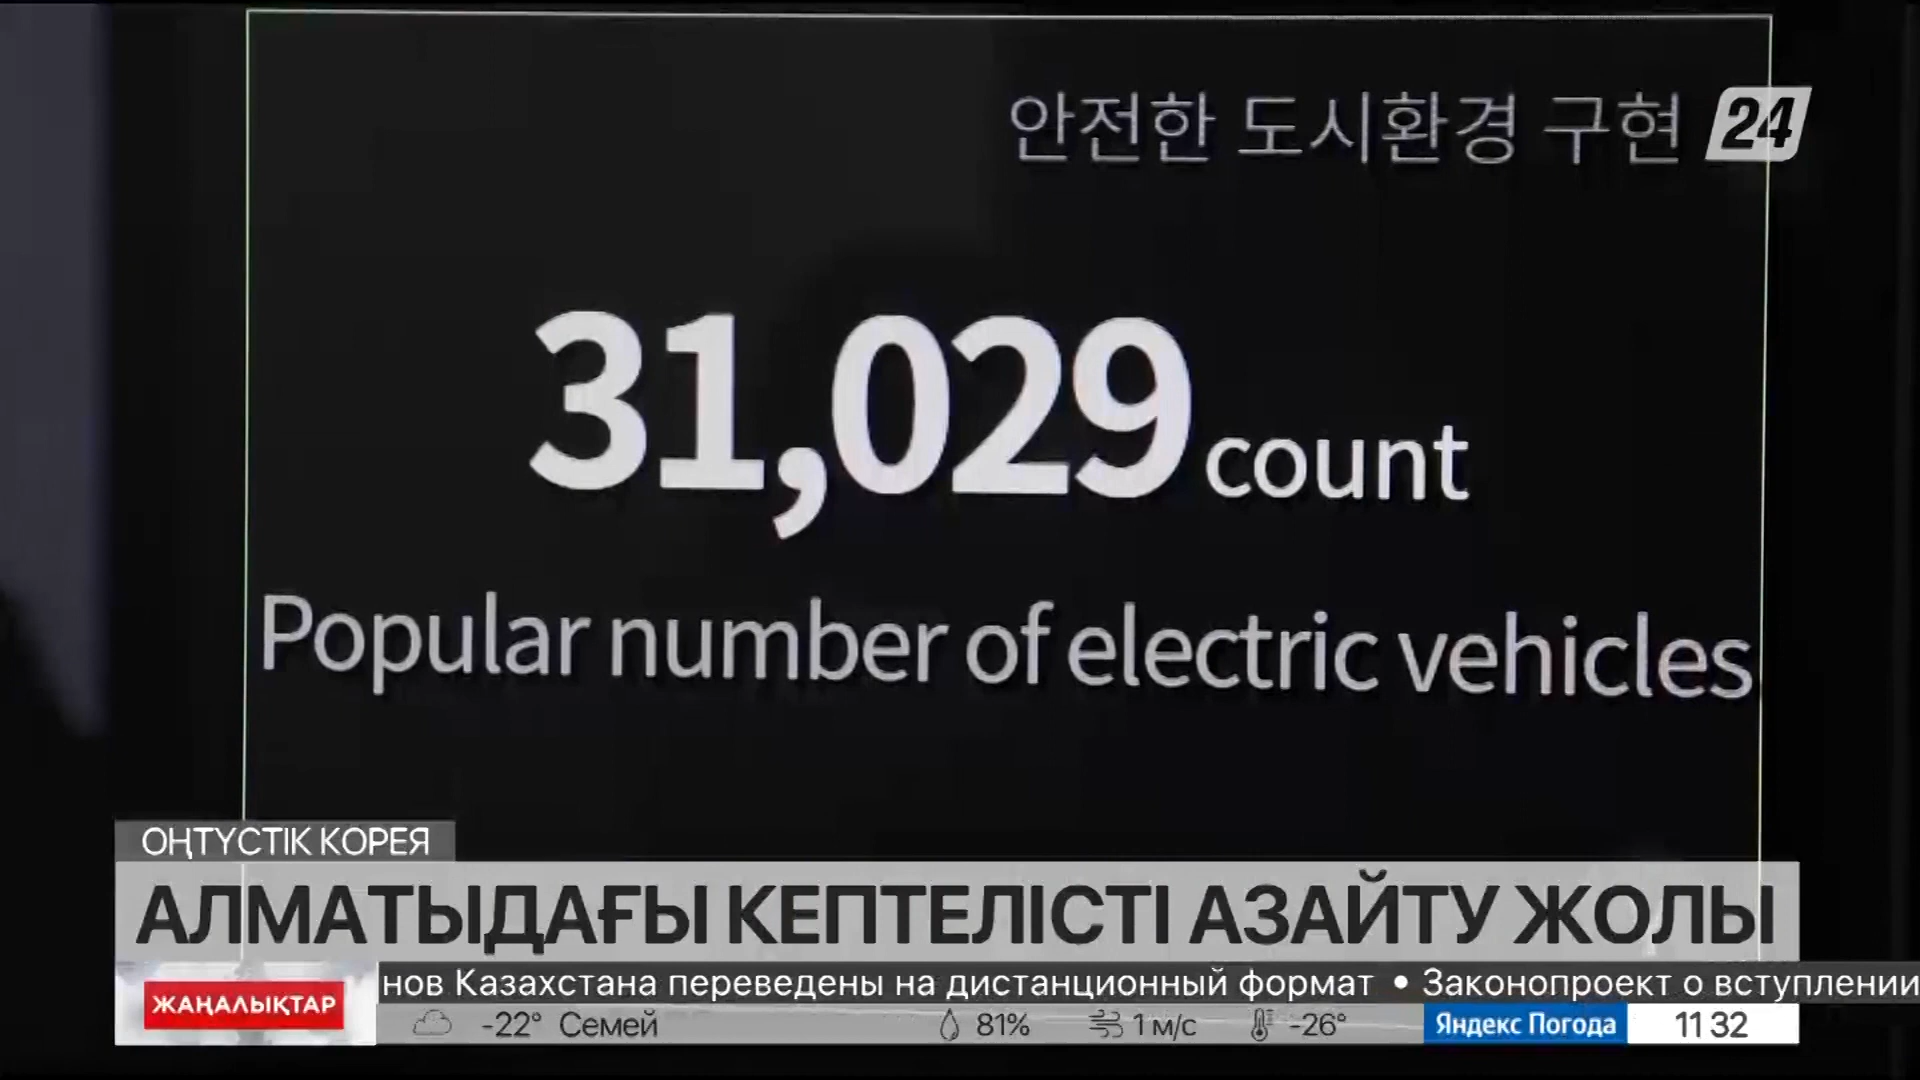 안전한 도시환경 구현
24
31,029 count
Popular number of electric vehicles
ОҢТҮСТІК КОРЕЯ
АЛМАТЫДАҒЫ КЕПТЕЛІСТІ АЗАЙТУ ЖОЛЫ
нов Казахстана переведены на дистанционный формат • Законопроект о вступлении
ЖАҢАЛЫҚТАР
-22° Семей 81% 1 м/с -26° Яндекс Погода 11 32